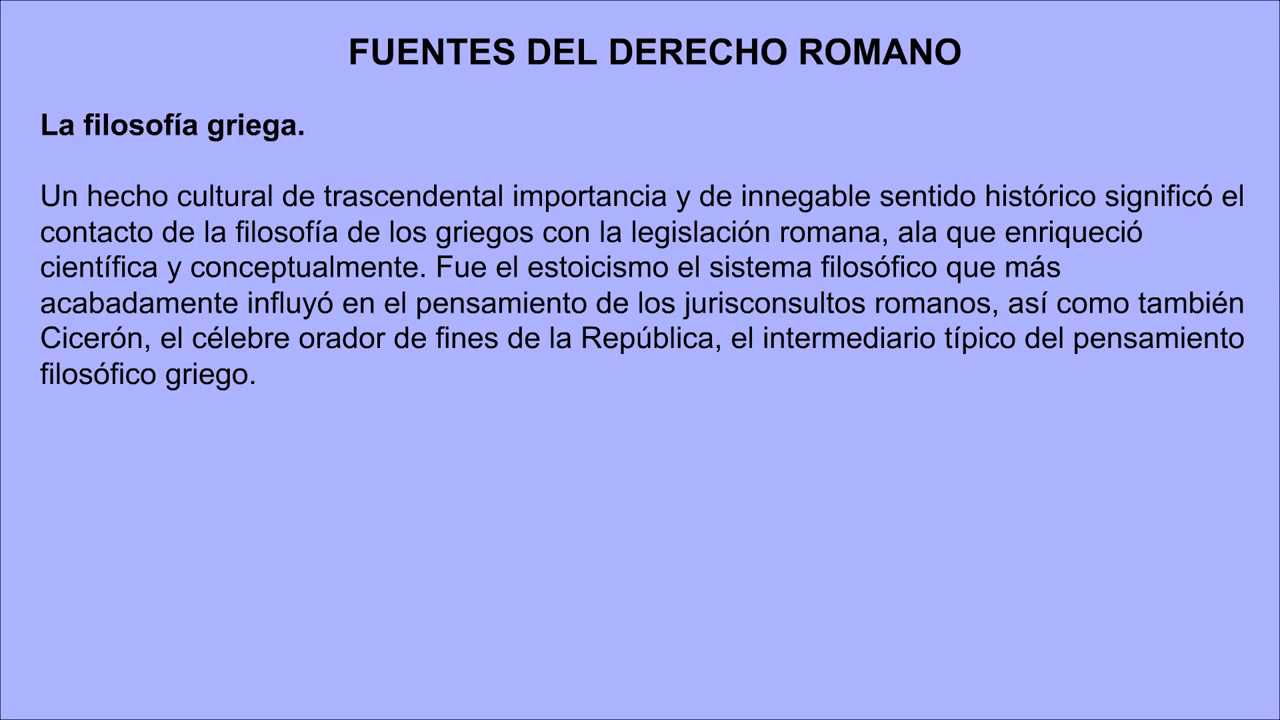 FUENTES DEL DERECHO ROMANO
La filosofía griega.
Un hecho cultural de trascendental importancia y de innegable sentido histórico significó el
contacto de la filosofía de los griegos con la legislación romana, ala que enriqueció
científica y conceptualmente. Fue el estoicismo el sistema filosófico que más
acabadamente influyó en el pensamiento de los jurisconsultos romanos, así como también
Cicerón, el célebre orador de fines de la República, el intermediario típico del pensamiento
filosófico griego.